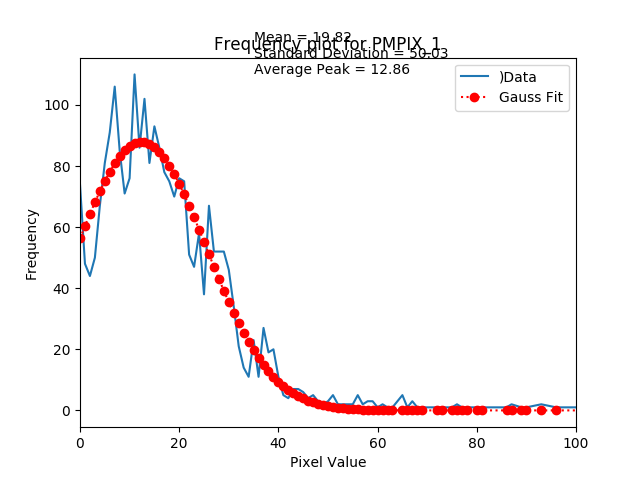 Mean = 19.82
Frequency plot for PMPIX_1
Standard Deviation = 50.03
Average Peak = 12.86
)Data
Gauss Fit
100
80
60
40
20
0
Frequency
0 20 40 60 80 100
Pixel Value